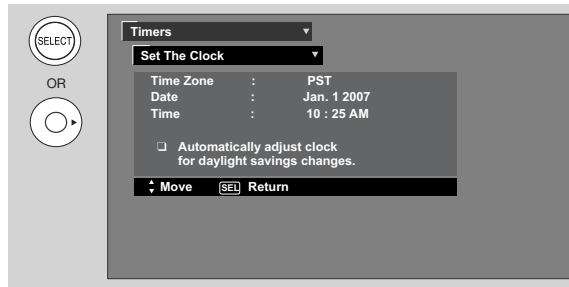 SELECT
OR
Timers
Set The Clock
Time Zone : PST
Date : Jan. 1 2007
Time : 10 : 25 AM
❏ Automatically adjust clock
for daylight savings changes.
Move SEL Return